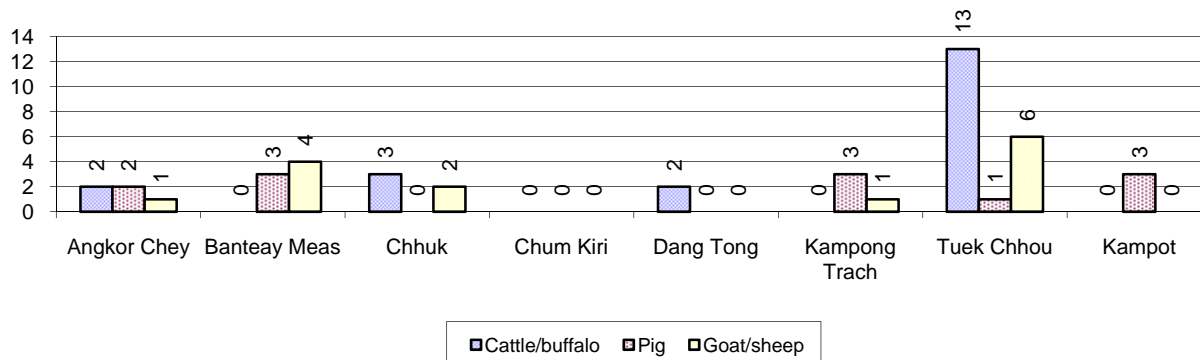 14
12
10
8
6
4
2
0
2 2 1
0 3 4
3 0 2
0 0 0
2 0 0
0 3 1
13 1 6
0 3 0
Angkor Chey Banteay Meas Chhuk Chum Kiri Dang Tong Kampong Tuek Chhou Kampot
Trach
Cattle/buffalo Pig Goat/sheep